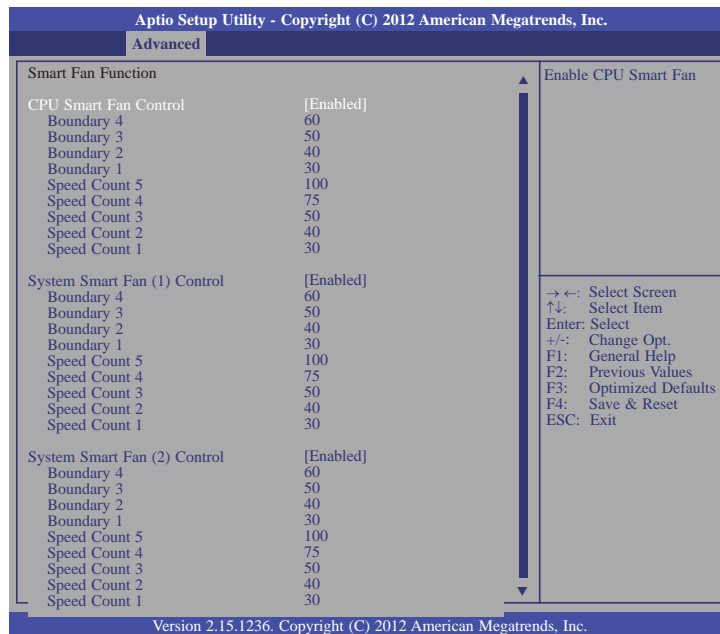 Aptio Setup Utility - Copyright (C) 2012 American Megatrends, Inc.
Advanced
Smart Fan Function
CPU Smart Fan Control [Enabled]
Boundary 4 60
Boundary 3 50
Boundary 2 40
Boundary 1 30
Speed Count 5 100
Speed Count 4 75
Speed Count 3 50
Speed Count 2 40
Speed Count 1 30
System Smart Fan (1) Control [Enabled]
Boundary 4 60
Boundary 3 50
Boundary 2 40
Boundary 1 30
Speed Count 5 100
Speed Count 4 75
Speed Count 3 50
Speed Count 2 40
Speed Count 1 30
System Smart Fan (2) Control [Enabled]
Boundary 4 60
Boundary 3 50
Boundary 2 40
Boundary 1 30
Speed Count 5 100
Speed Count 4 75
Speed Count 3 50
Speed Count 2 40
Speed Count 1 30
Enable CPU Smart Fan
→←: Select Screen
↑↓: Select Item
Enter: Select
+/-: Change Opt.
F1: General Help
F2: Previous Values
F3: Optimized Defaults
F4: Save & Reset
ESC: Exit
Version 2.15.1236. Copyright (C) 2012 American Megatrends, Inc.